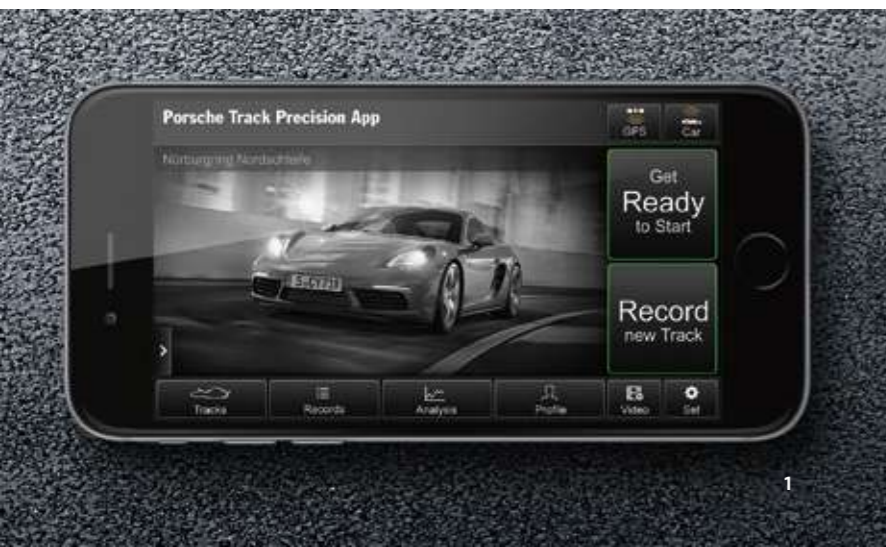 Porsche Track Precision App
GPS
Car
Nürburgring Nordschleife
Get
Ready
to Start
Record
new Track
Tracks
Records
Analysis
Profile
Video
Set
1